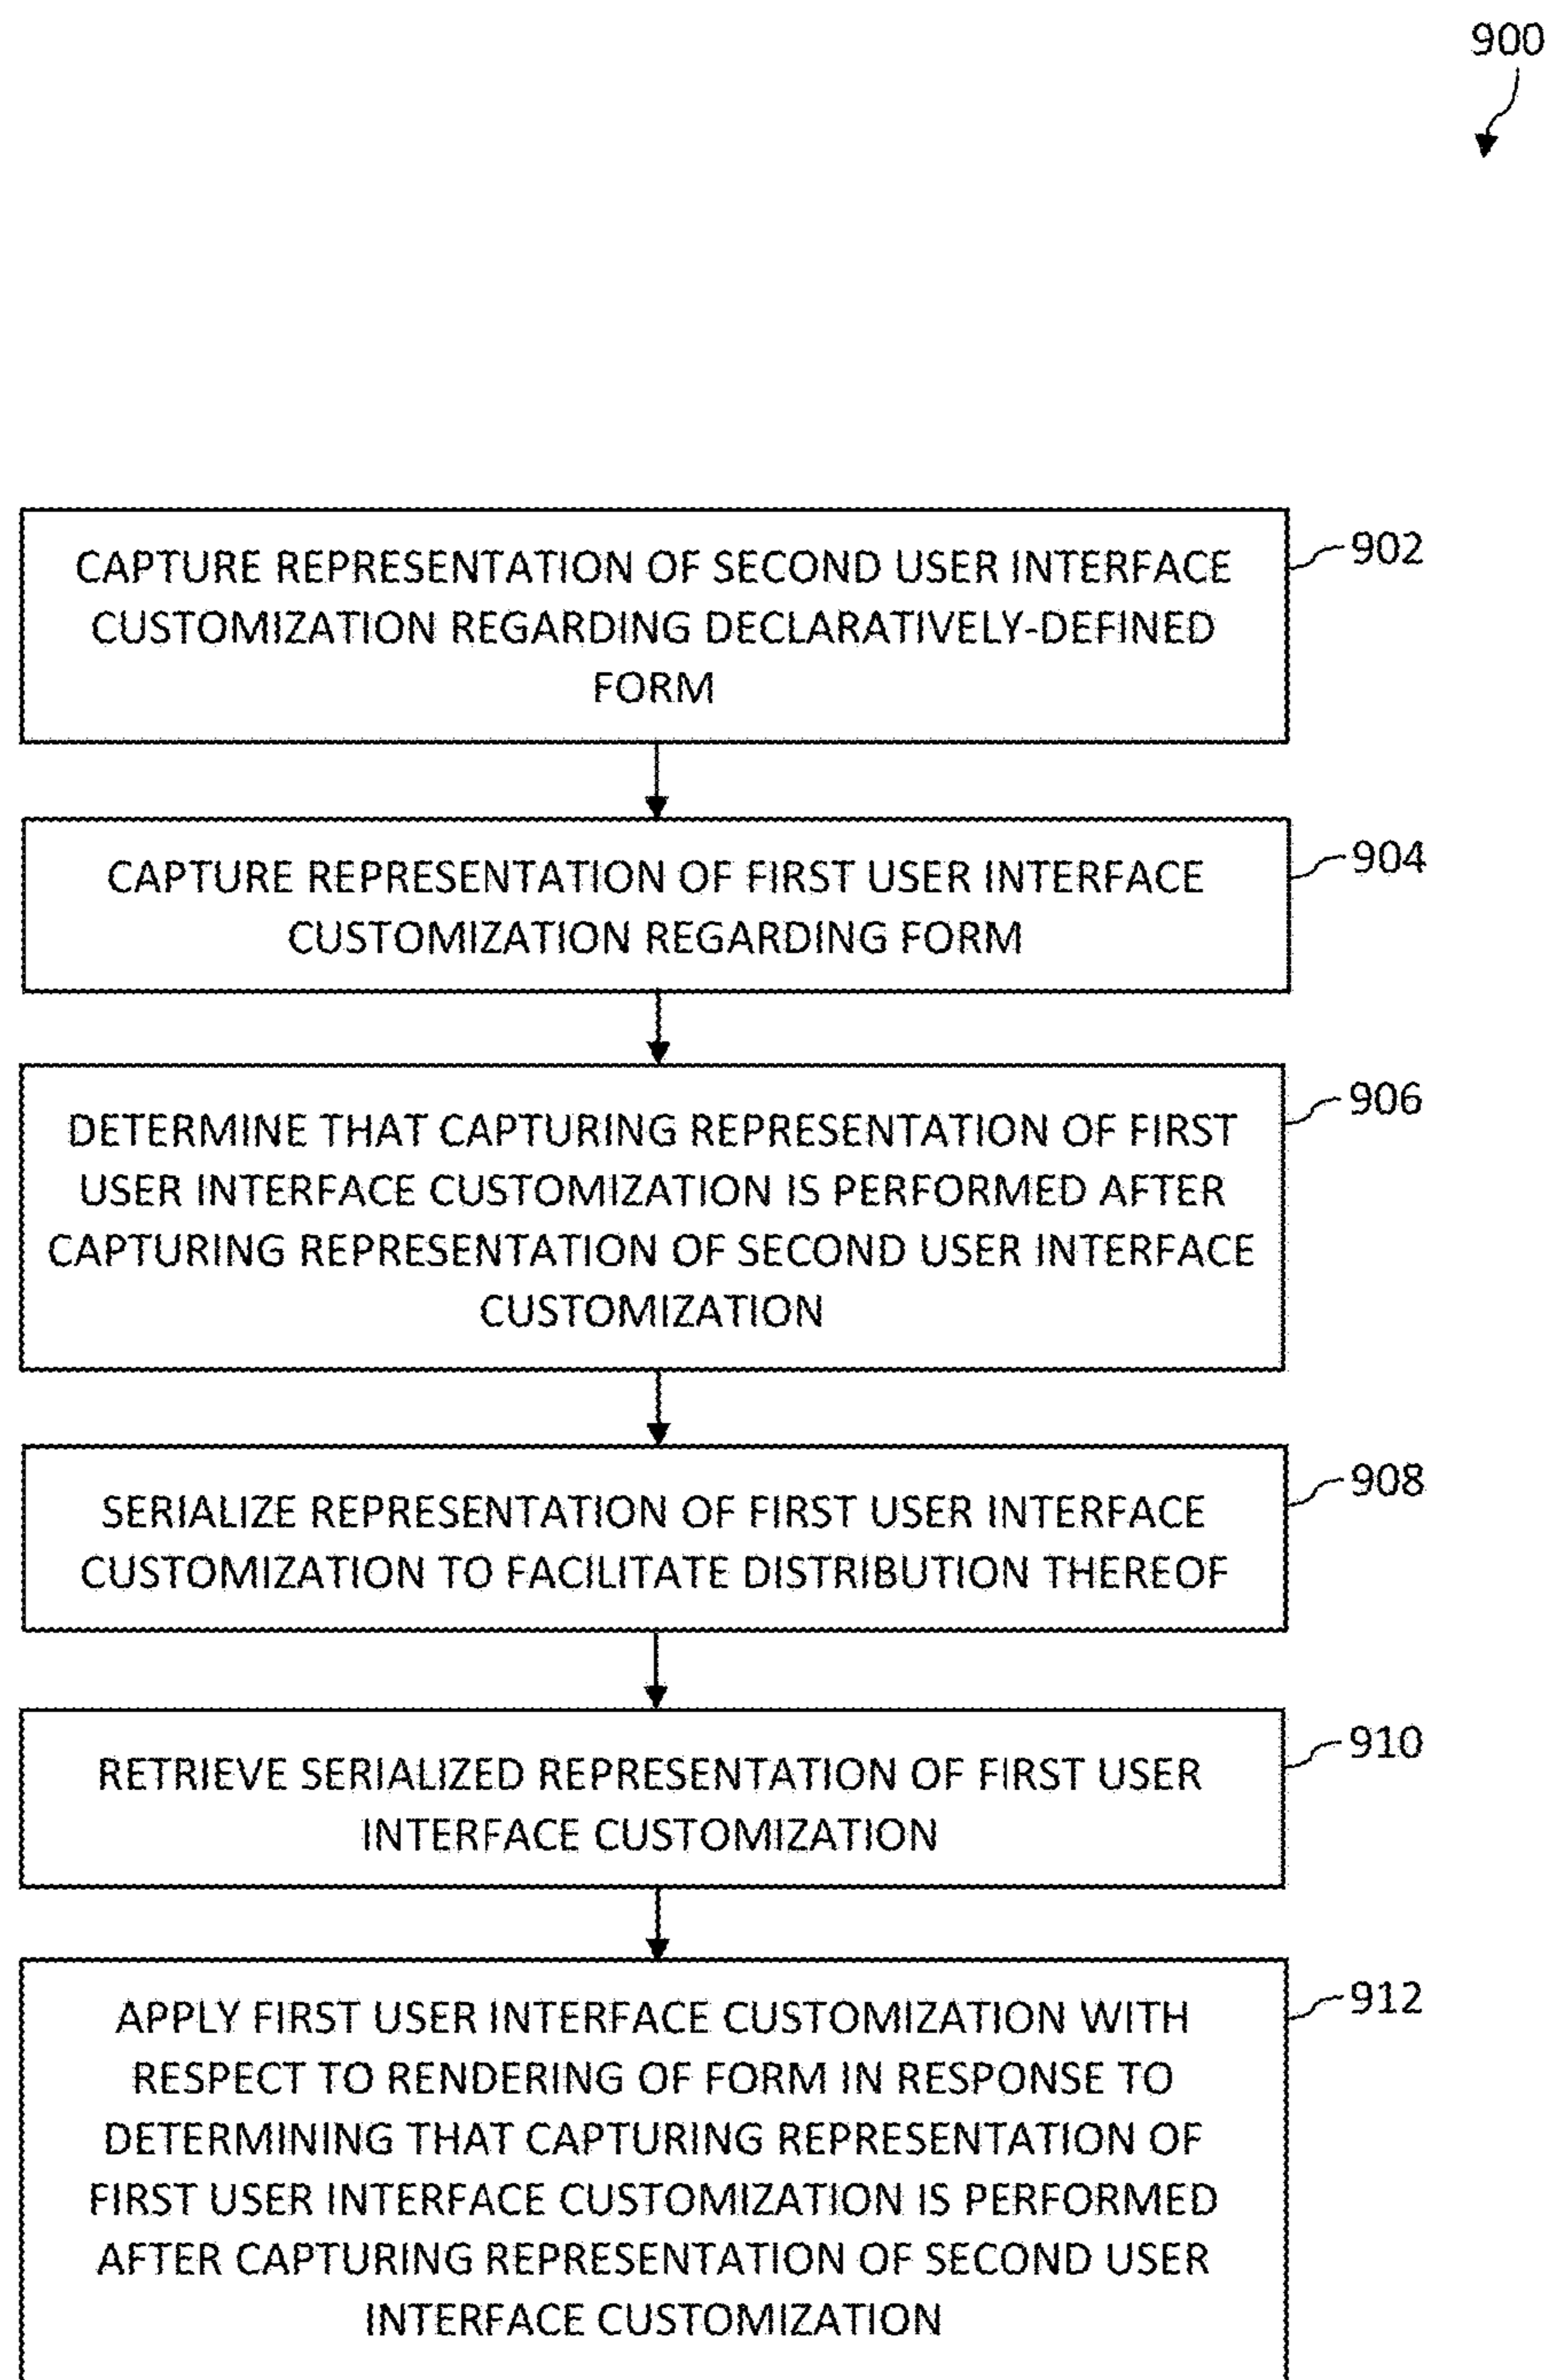 900
CAPTURE REPRESENTATION OF SECOND USER INTERFACE
CUSTOMIZATION REGARDING DECLARATIVELY-DEFINED
FORM
902
CAPTURE REPRESENTATION OF FIRST USER INTERFACE
CUSTOMIZATION REGARDING FORM
904
DETERMINE THAT CAPTURING REPRESENTATION OF FIRST
USER INTERFACE CUSTOMIZATION IS PERFORMED AFTER
CAPTURING REPRESENTATION OF SECOND USER INTERFACE
CUSTOMIZATION
906
SERIALIZE REPRESENTATION OF FIRST USER INTERFACE
CUSTOMIZATION TO FACILITATE DISTRIBUTION THEREOF
908
RETRIEVE SERIALIZED REPRESENTATION OF FIRST USER
INTERFACE CUSTOMIZATION
910
APPLY FIRST USER INTERFACE CUSTOMIZATION WITH
RESPECT TO RENDERING OF FORM IN RESPONSE TO
DETERMINING THAT CAPTURING REPRESENTATION OF
FIRST USER INTERFACE CUSTOMIZATION IS PERFORMED
AFTER CAPTURING REPRESENTATION OF SECOND USER
INTERFACE CUSTOMIZATION
912